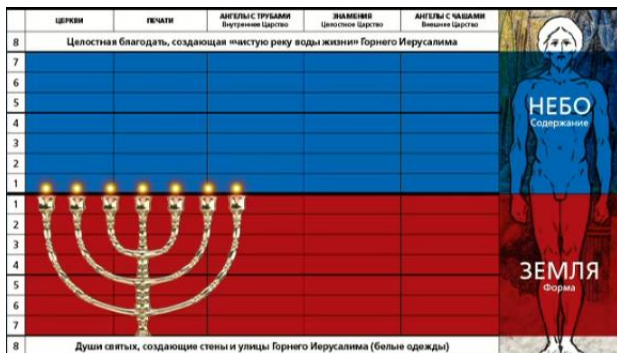 ЦЕРКВИ ПЕЧАТИ АНГЕЛЫ С ТРУБАМИ ЗНАМЕНИЯ АНГЕЛЫ С ЧАШАМИ
Внутреннее Царство Целостное Царство Внешнее Царство
8 Целостная благодать, создающая «чистую реку воды жизни» Горнего Иерусалима
7
6
5
4
3
2
1
НЕБО
Содержание
1
2
3
4
5
6
7
ЗЕМЛЯ
Форма
8 Души святых, создающие стены и улицы Горнего Иерусалима (белые одежды)